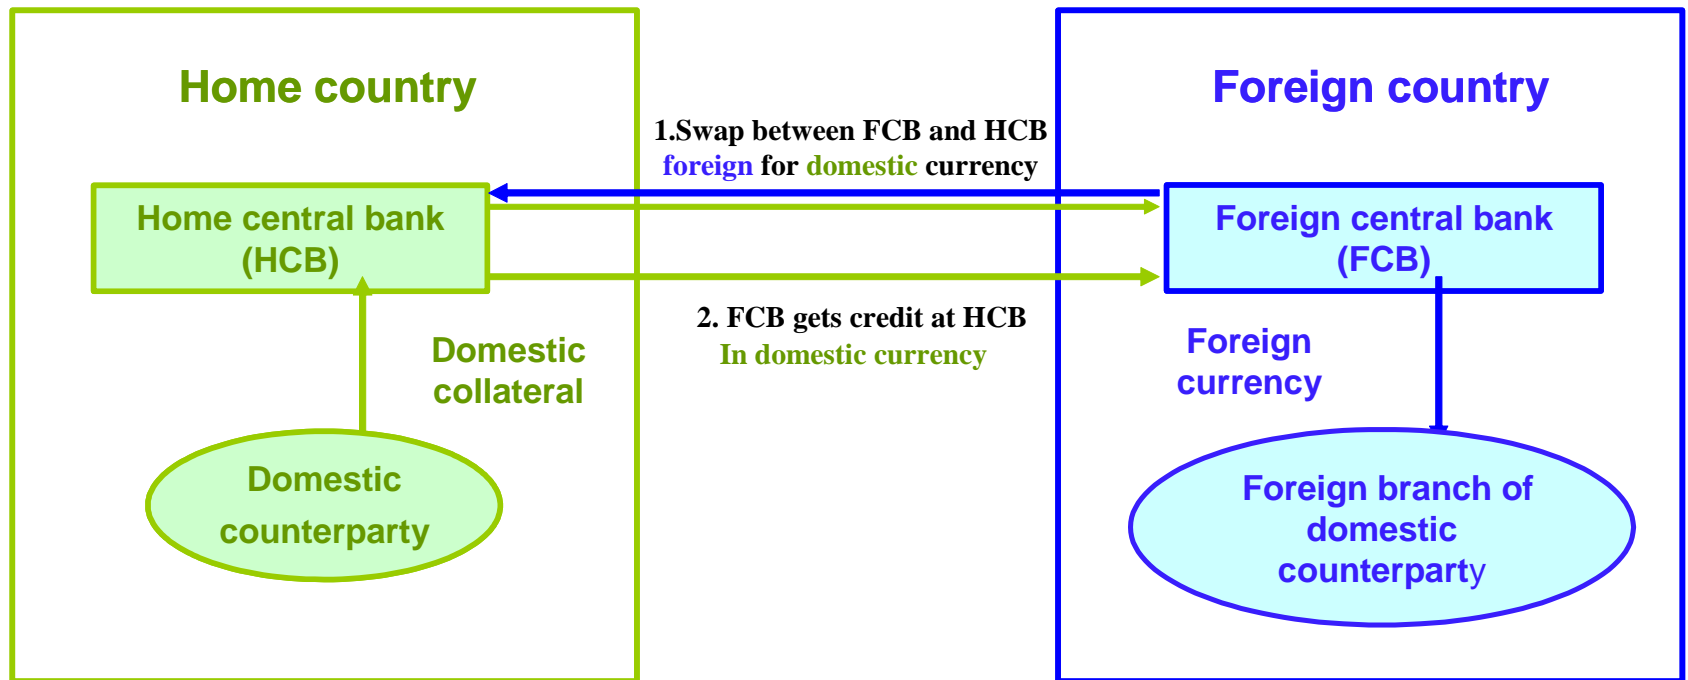 Home country
Foreign country
1.Swap between FCB and HCB
foreign for domestic currency
Home central bank
(HCB)
Foreign central bank
(FCB)
2. FCB gets credit at HCB
In domestic currency
Domestic
collateral
Foreign
currency
Domestic
counterparty
Foreign branch of
domestic
counterparty